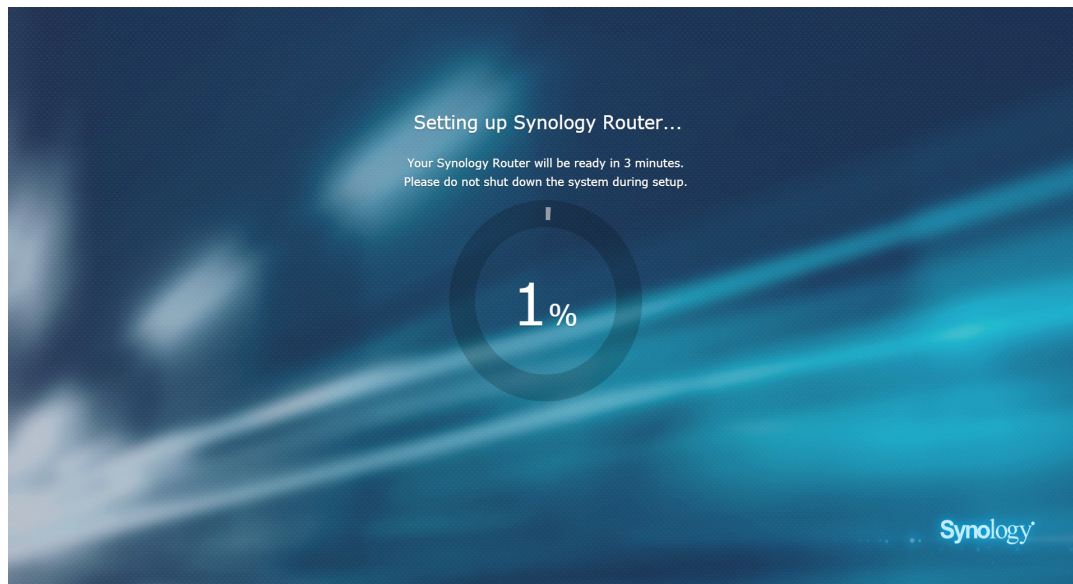 Setting up Synology Router...
Your Synology Router will be ready in 3 minutes.
Please do not shut down the system during setup.
1%
Synology